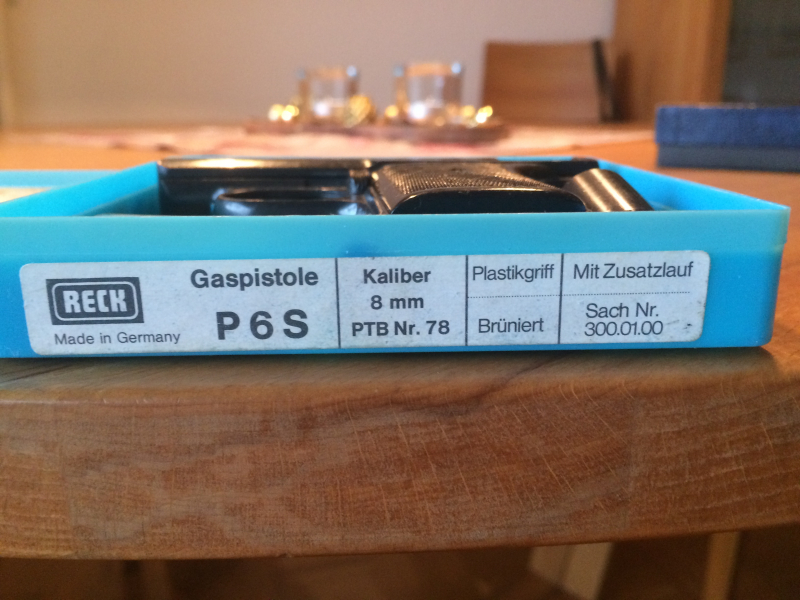 RECK
Made in Germany
Gaspistole
P6S
Kaliber
8 mm
PTB Nr. 78
Plastikgriff
Brüniert
Mit Zusatzlauf
Sach Nr.
300.01.00